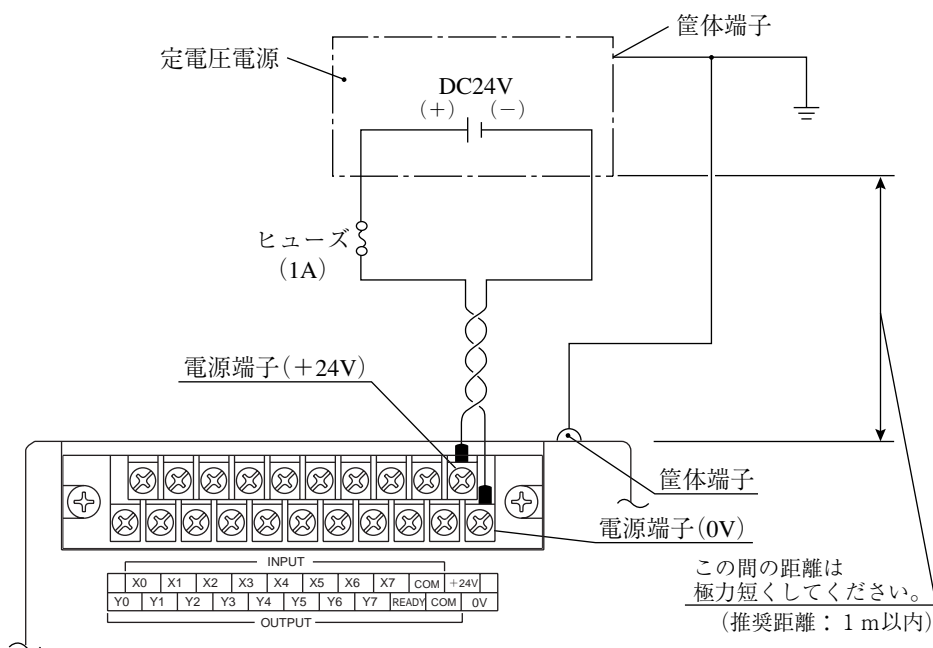 筐体端子
定電圧電源
DC24V
(+) (−)
ヒューズ
(1A)
電源端子(+24V)
筐体端子
電源端子(0V)
INPUT
X0 X1 X2 X3 X4 X5 X6 X7 COM +24V
Y0 Y1 Y2 Y3 Y4 Y5 Y6 Y7 READY COM 0V
OUTPUT
この間の距離は
極力短くしてください。
(推奨距離：1m以内)